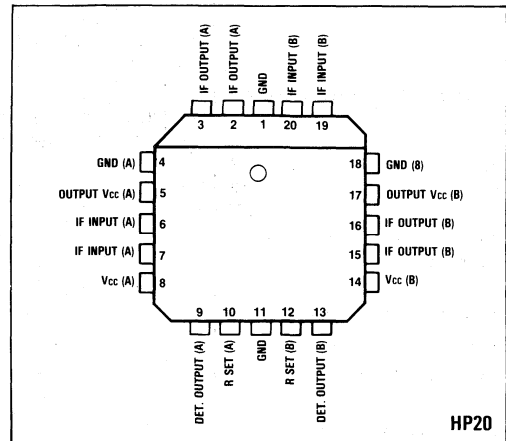 IF OUTPUT (A)
IF OUTPUT (A)
GND
IF INPUT (B)
IF INPUT (B)
3
2
1
20
19
GND (A)
4
OUTPUT Vcc (A)
5
IF INPUT (A)
6
IF INPUT (A)
7
Vcc (A)
8
18
GND (8)
17
OUTPUT Vcc (B)
16
IF OUTPUT (B)
15
IF OUTPUT (B)
14
Vcc (B)
9
10
11
12
13
DET. OUTPUT (A)
R SET (A)
GND
R SET (B)
DET. OUTPUT (B)
HP20